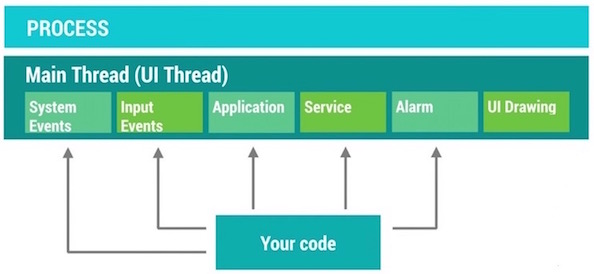 PROCESS
Main Thread (UI Thread)
System
Events
Input
Events
Application
Service
Alarm
UI Drawing
Your code